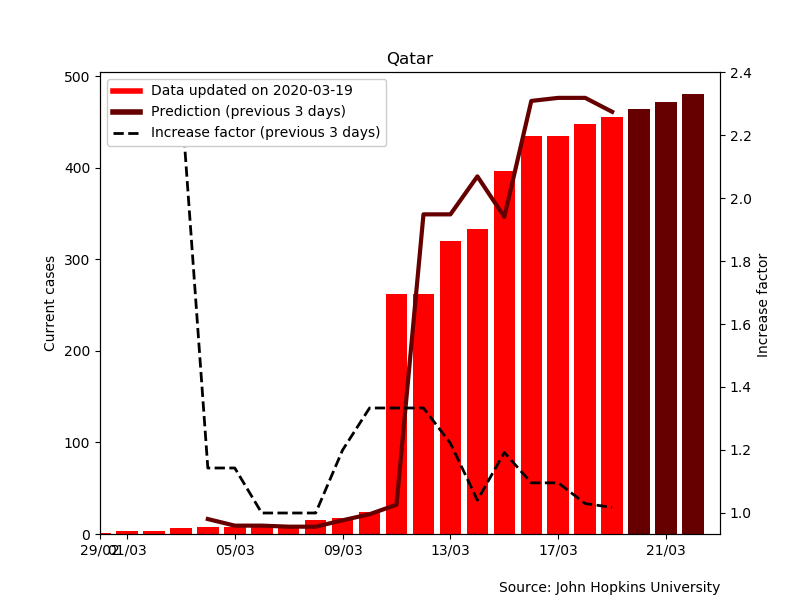 Qatar
Data updated on 2020-03-19
Prediction (previous 3 days)
Increase factor (previous 3 days)
Current cases
500
400
300
200
100
0
Increase factor
2.4
2.2
2.0
1.8
1.6
1.4
1.2
1.0
29/02 01/03 05/03 09/03 13/03 17/03 21/03
Source: John Hopkins University